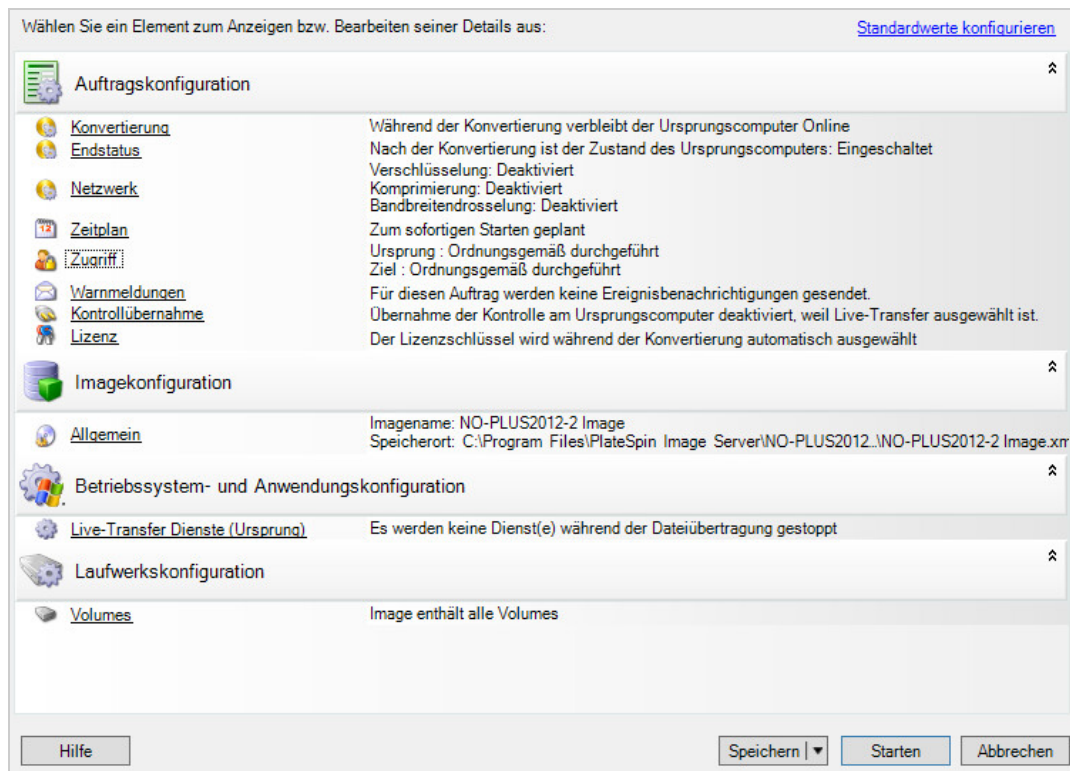 Wählen Sie ein Element zum Anzeigen bzw. Bearbeiten seiner Details aus:
Standardwerte konfigurieren
Auftragskonfiguration
Konvertierung
Während der Konvertierung verbleibt der Ursprungscomputer Online
Endstatus
Nach der Konvertierung ist der Zustand des Ursprungscomputers: Eingeschaltet
Netzwerk
Verschlüsselung: Deaktiviert
Komprimierung: Deaktiviert
Bandbreitendrosselung: Deaktiviert
12
Zeitplan
Zum sofortigen Starten geplant
Zugriff
Ursprung : Ordnungsgemäß durchgeführt
Ziel : Ordnungsgemäß durchgeführt
Warnmeldungen
Für diesen Auftrag werden keine Ereignisbenachrichtigungen gesendet.
Kontrollübernahme
Übernahme der Kontrolle am Ursprungscomputer deaktiviert, weil Live-Transfer ausgewählt ist.
Lizenz
Der Lizenzschlüssel wird während der Konvertierung automatisch ausgewählt
Imagekonfiguration
Allgemein
Imagename: NO-PLUS2012-2 Image
Speicherort: C:\Program Files\PlateSpin Image Server\NO-PLUS2012..\NO-PLUS2012-2 Image.xm
Betriebssystem- und Anwendungskonfiguration
Live-Transfer Dienste (Ursprung)
Es werden keine Dienst(e) während der Dateiübertragung gestoppt
Laufwerkskonfiguration
Volumes
Image enthält alle Volumes
Hilfe
Speichern
Starten
Abbrechen